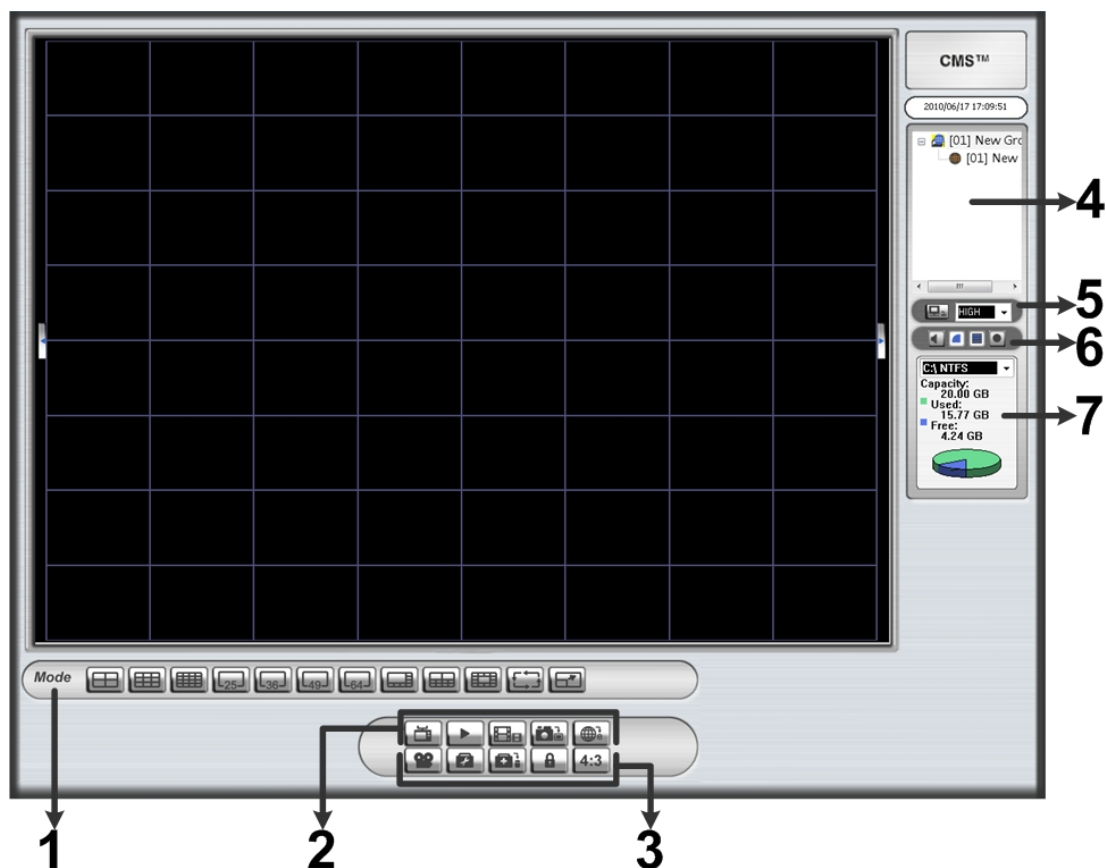 CMS™
2010/06/17 17:09:51
[01] New Gro
[01] New
4
HIGH
5
6
C:\ NTFS
Capacity:
20.00 GB
Used:
15.77 GB
Free:
4.24 GB
7
Mode
25
36
49
64
4:3
1
2
3